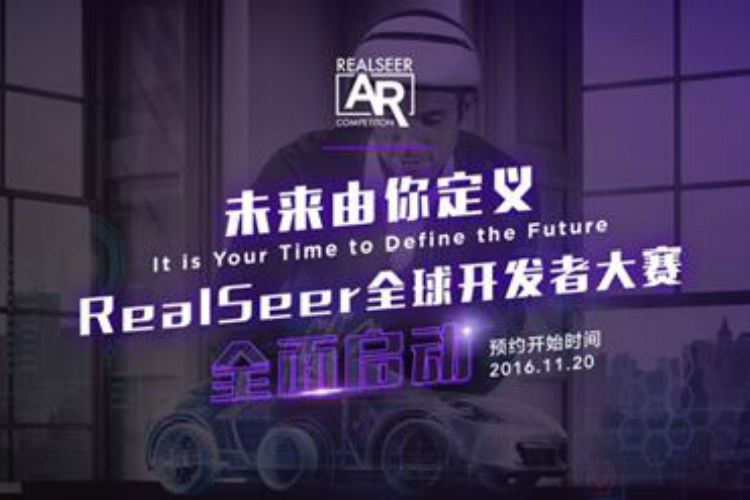 REALSEER
AR
COMPETITION
未来由你定义
It is Your Time to Define the Future
RealSeer全球开发者大赛
全面启动
预约开始时间
2016.11.20